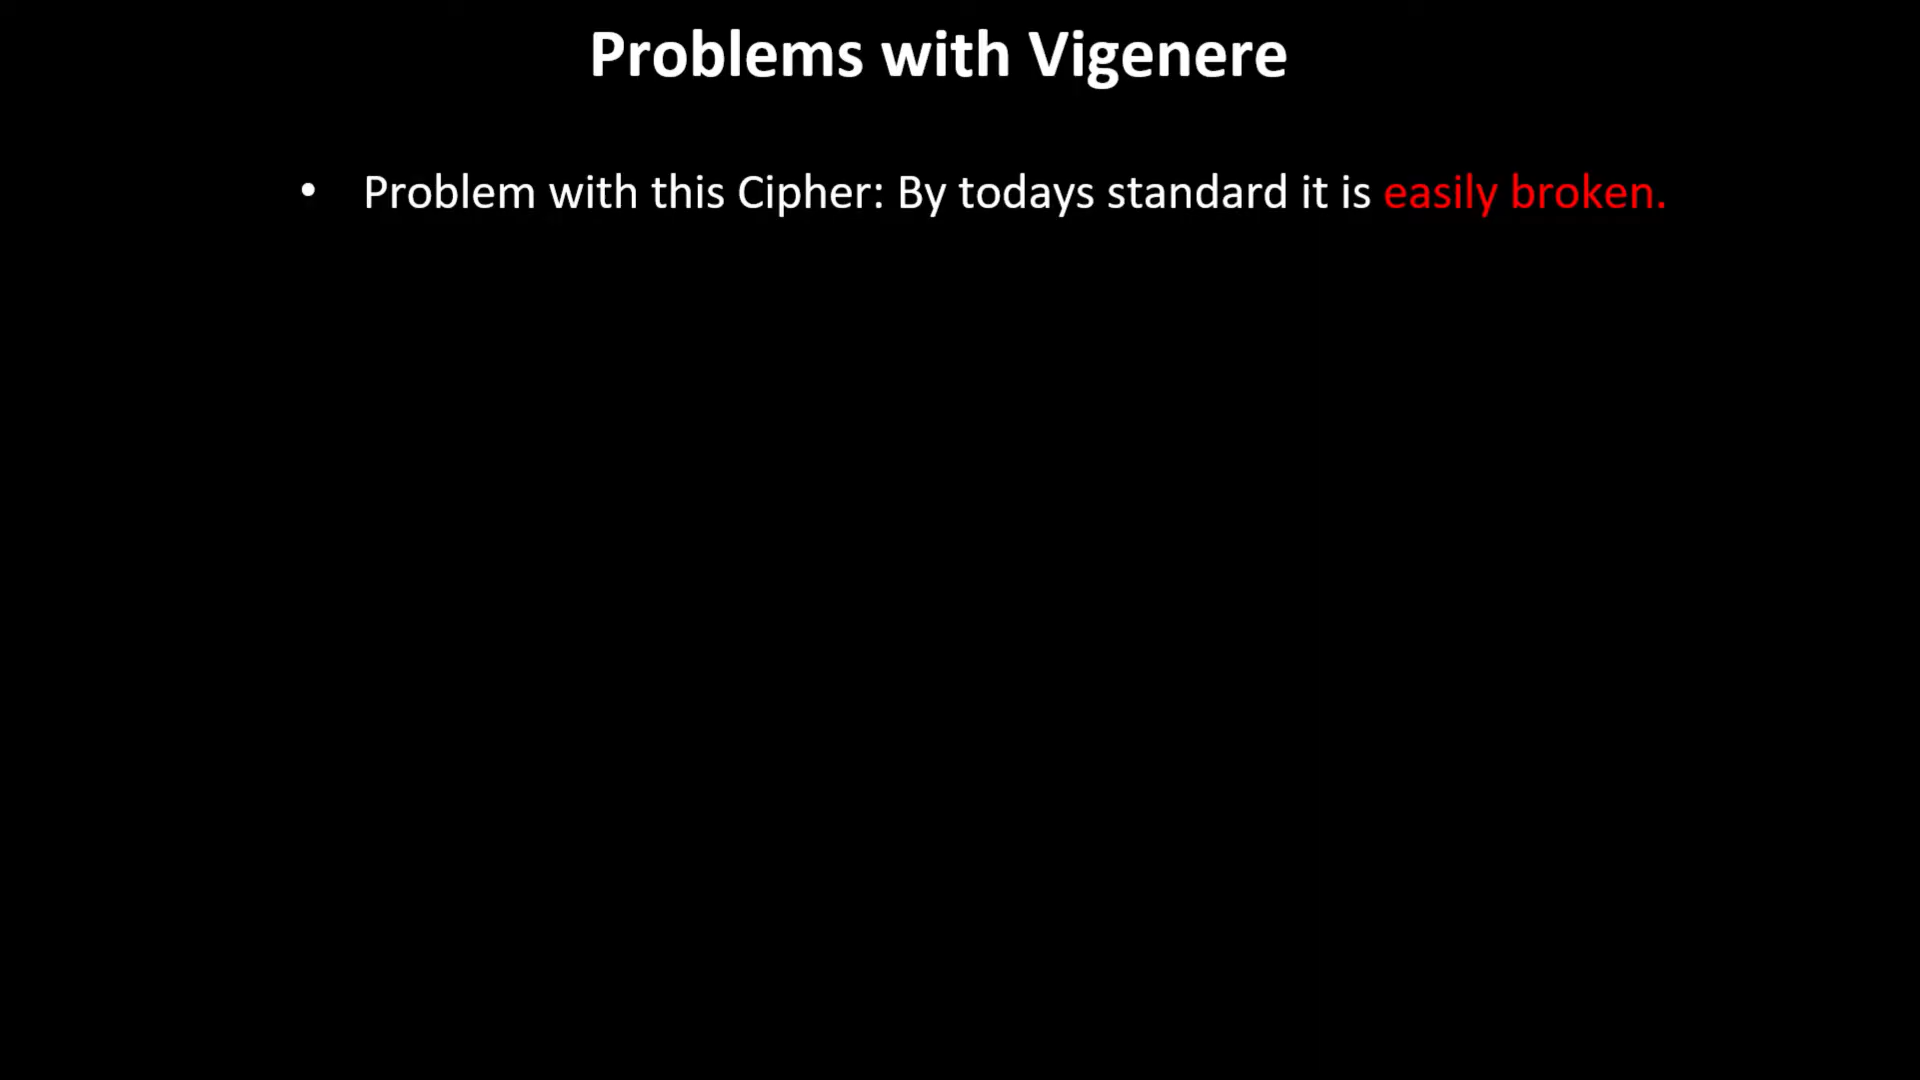 Problems with Vigenere
• Problem with this Cipher: By todays standard it is easily broken.